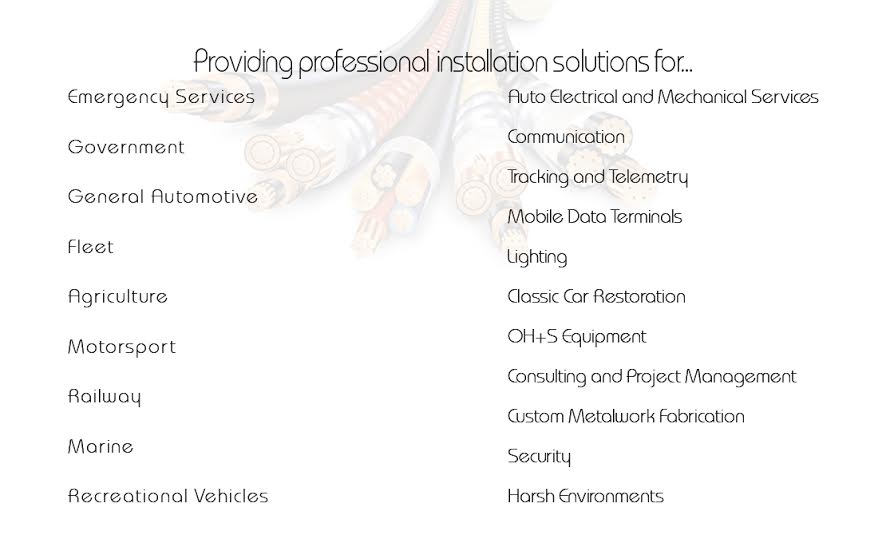 Providing professional installation solutions for...
Emergency Services
Government
General Automotive
Fleet
Agriculture
Motorsport
Railway
Marine
Recreational Vehicles
Auto Electrical and Mechanical Services
Communication
Tracking and Telemetry
Mobile Data Terminals
Lighting
Classic Car Restoration
OH+S Equipment
Consulting and Project Management
Custom Metalwork Fabrication
Security
Harsh Environments